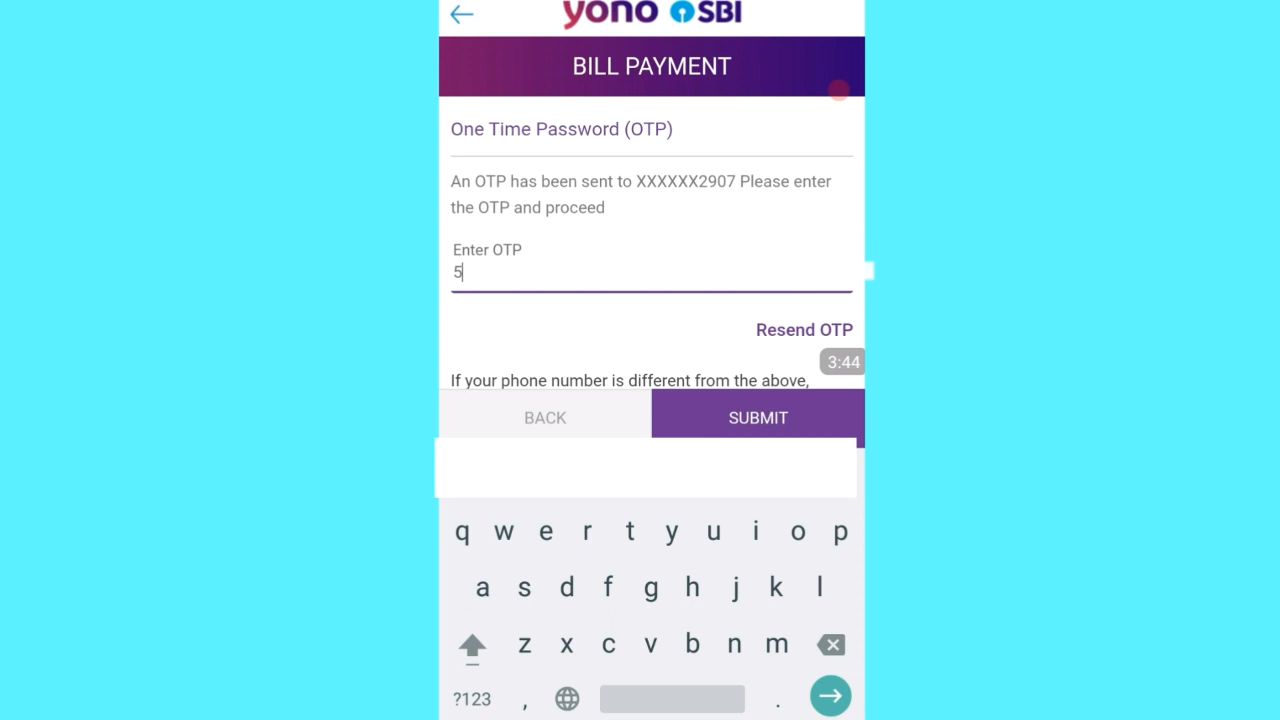 yono SBI
BILL PAYMENT
One Time Password (OTP)
An OTP has been sent to XXXXXX2907 Please enter
the OTP and proceed
Enter OTP
5
Resend OTP
3:44
If your phone number is different from the above,
BACK SUBMIT
q w e r t y u i o p
a s d f g h j k l
z x c v b n m
?123 , .